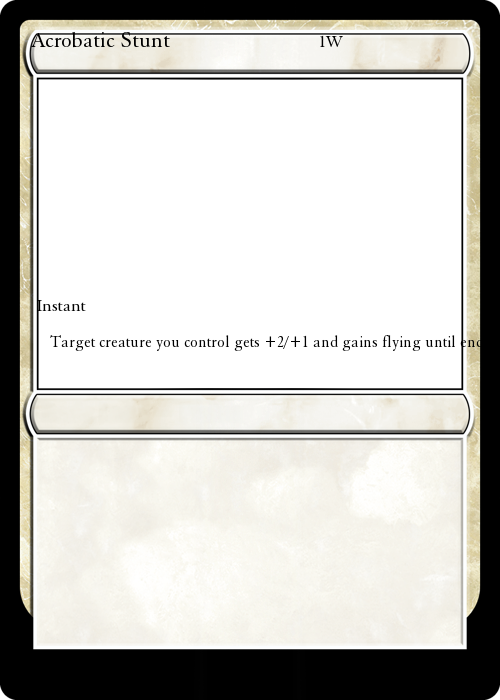 Acrobatic Stunt 1W
Instant
Target creature you control gets +2/+1 and gains flying until end